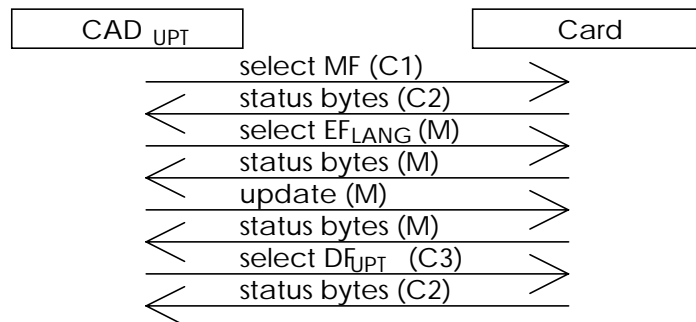 CAD UPT
Card
select MF (C1)
status bytes (C2)
select EFLANG (M)
status bytes (M)
update (M)
status bytes (M)
select DFUPT (C3)
status bytes (C2)